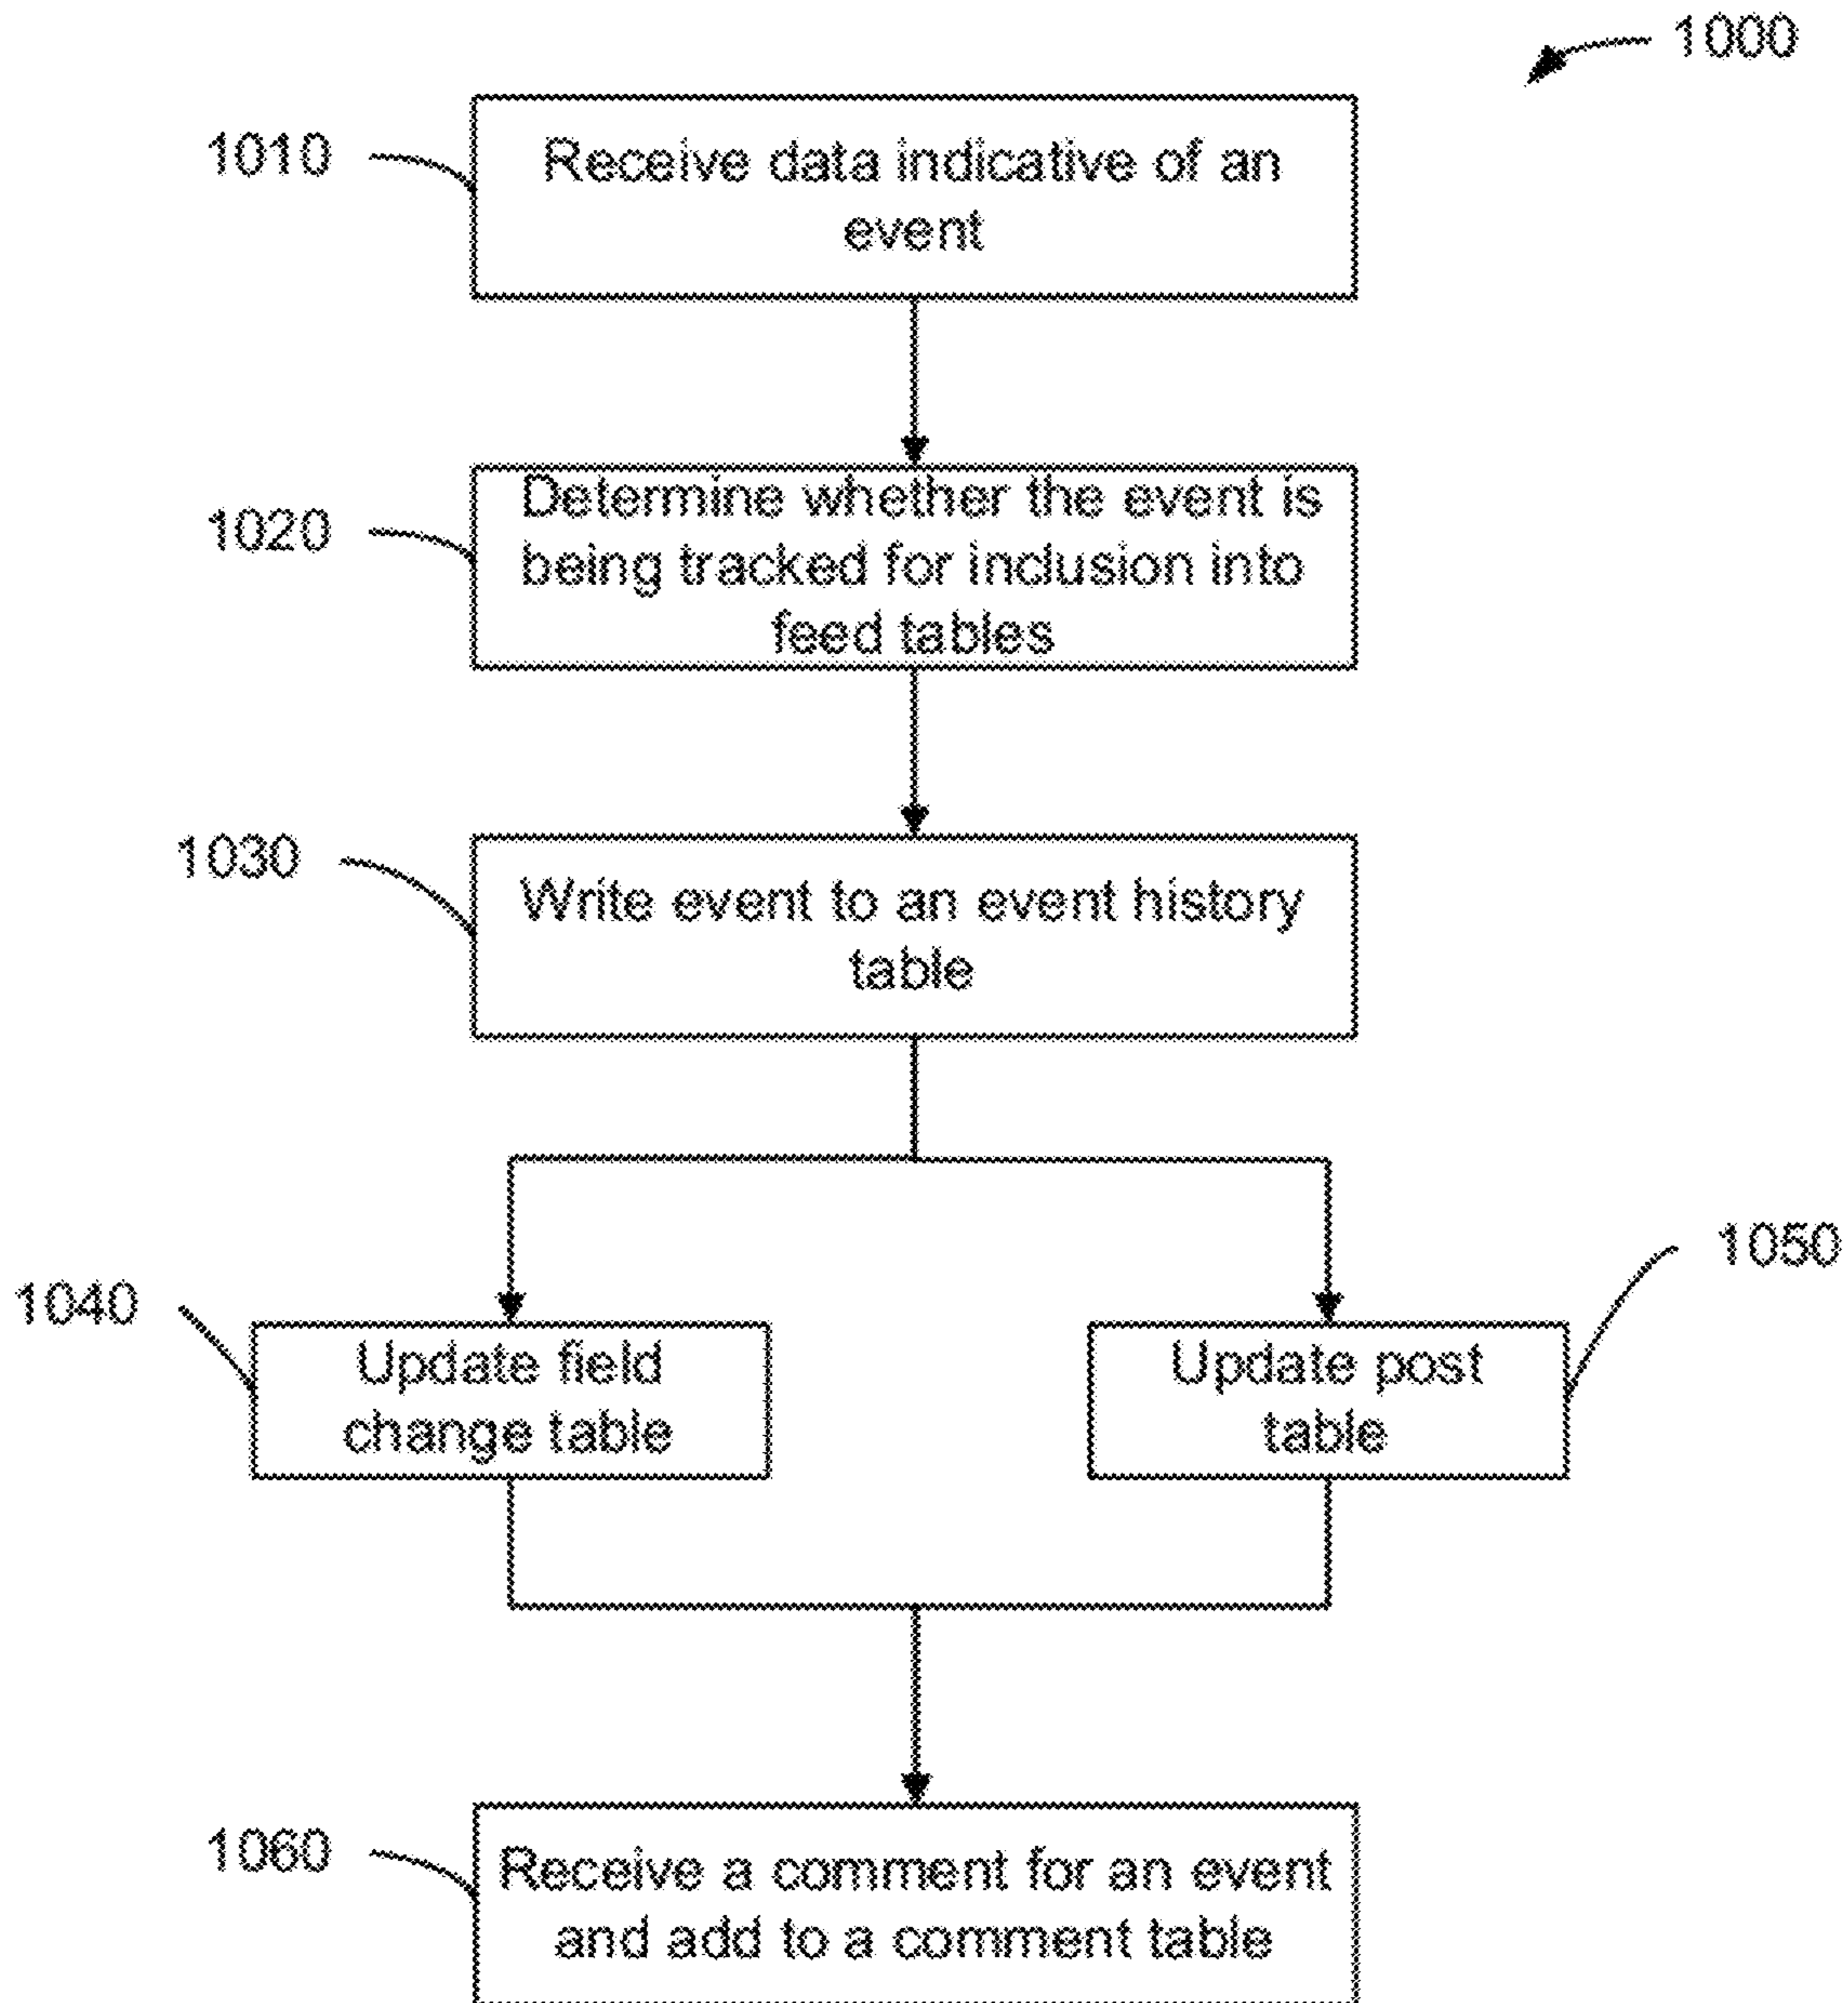 1000
1010
Receive data indicative of an
event
1020
Determine whether the event is
being tracked for inclusion into
feed tables
1030
Write event to an event history
table
1040
Update field
change table
1050
Update post
table
1060
Receive a comment for an event
and add to a comment table